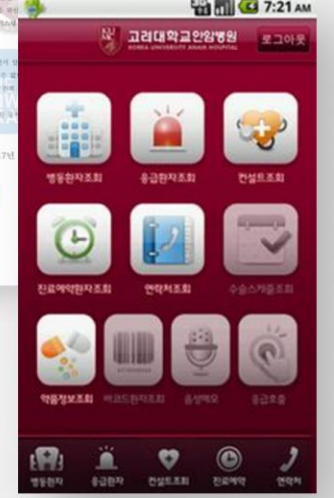 7:21 AM
고려대학교안암병원
KOREA UNIVERSITY ANAM HOSPITAL
로그아웃
병동환자조회 응급환자조회 컨설트조회
진료예약환자조회 연락처조회 수술스케줄조회
약품정보조회 바코드환자조회 음성메모 응급호출
병동환자 응급환자 컨설트조회 진료예약 연락처